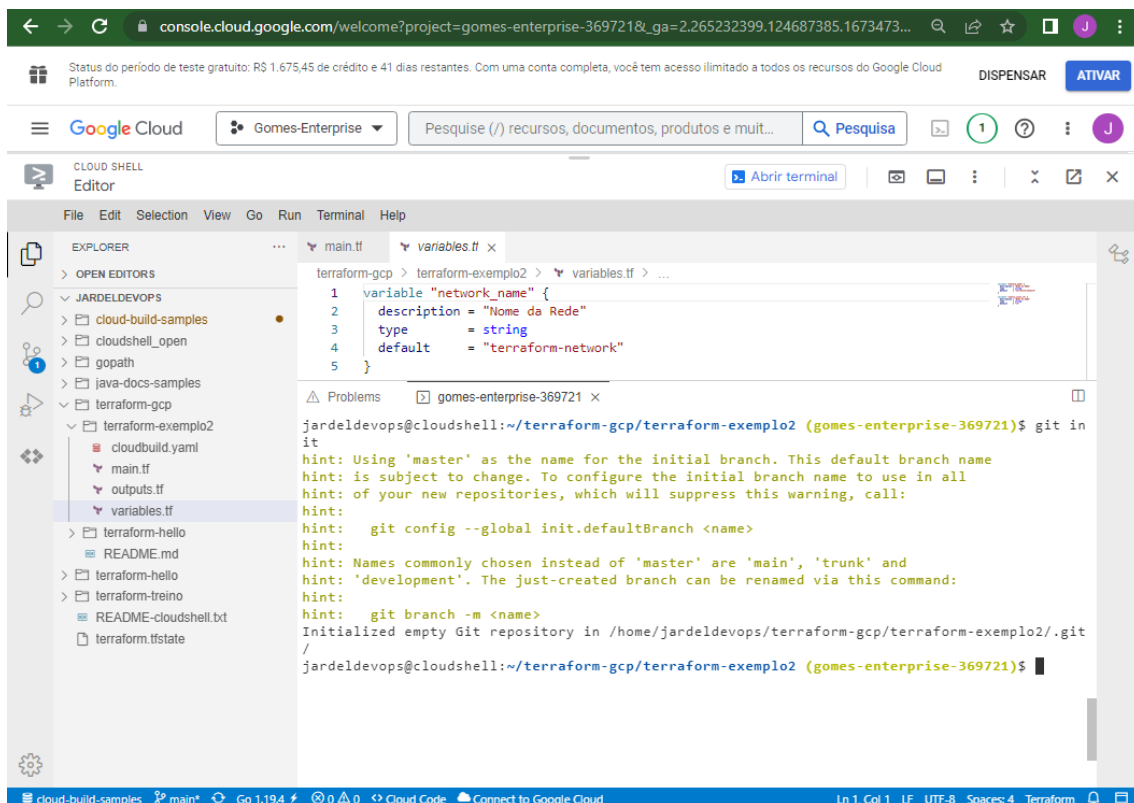 console.cloud.google.com/welcome?project=gomes-enterprise-369721&_ga=2.265232399.124687385.1673473...
J
Status do período de teste gratuito: R$ 1.675,45 de crédito e 41 dias restantes. Com uma conta completa, você tem acesso ilimitado a todos os recursos do Google Cloud
Platform.
DISPENSAR
ATIVAR
Google Cloud
Gomes-Enterprise
Pesquise (/) recursos, documentos, produtos e muit...
Pesquisa
1
J
CLOUD SHELL
Editor
Abrir terminal
File Edit Selection View Go Run Terminal Help
EXPLORER
OPEN EDITORS
JARDELDEVOPS
cloud-build-samples
cloudshell_open
gopath
java-docs-samples
terraform-gcp
terraform-exemplo2
cloudbuild.yaml
main.tf
outputs.tf
variables.tf
terraform-hello
README.md
terraform-hello
terraform-treino
README-cloudshell.txt
terraform.tfstate
1
main.tf
variables.tf
terraform-gcp > terraform-exemplo2 > variables.tf > ...
1 variable "network_name" {
2 description = "Nome da Rede"
3 type = string
4 default = "terraform-network"
5 }
Problems
gomes-enterprise-369721
jardeldevops@cloudshell:~/terraform-gcp/terraform-exemplo2 (gomes-enterprise-369721)$ git in
it
hint: Using 'master' as the name for the initial branch. This default branch name
hint: is subject to change. To configure the initial branch name to use in all
hint: of your new repositories, which will suppress this warning, call:
hint:
hint: git config --global init.defaultBranch <name>
hint:
hint: Names commonly chosen instead of 'master' are 'main', 'trunk' and
hint: 'development'. The just-created branch can be renamed via this command:
hint:
hint: git branch -m <name>
Initialized empty Git repository in /home/jardeldevops/terraform-gcp/terraform-exemplo2/.git
/
jardeldevops@cloudshell:~/terraform-gcp/terraform-exemplo2 (gomes-enterprise-369721)$
cloud-build-samples main* Go 1.19.4 0 0 Cloud Code Connect to Google Cloud
Ln 1, Col 1 LF UTF-8 Spaces: 4 Terraform